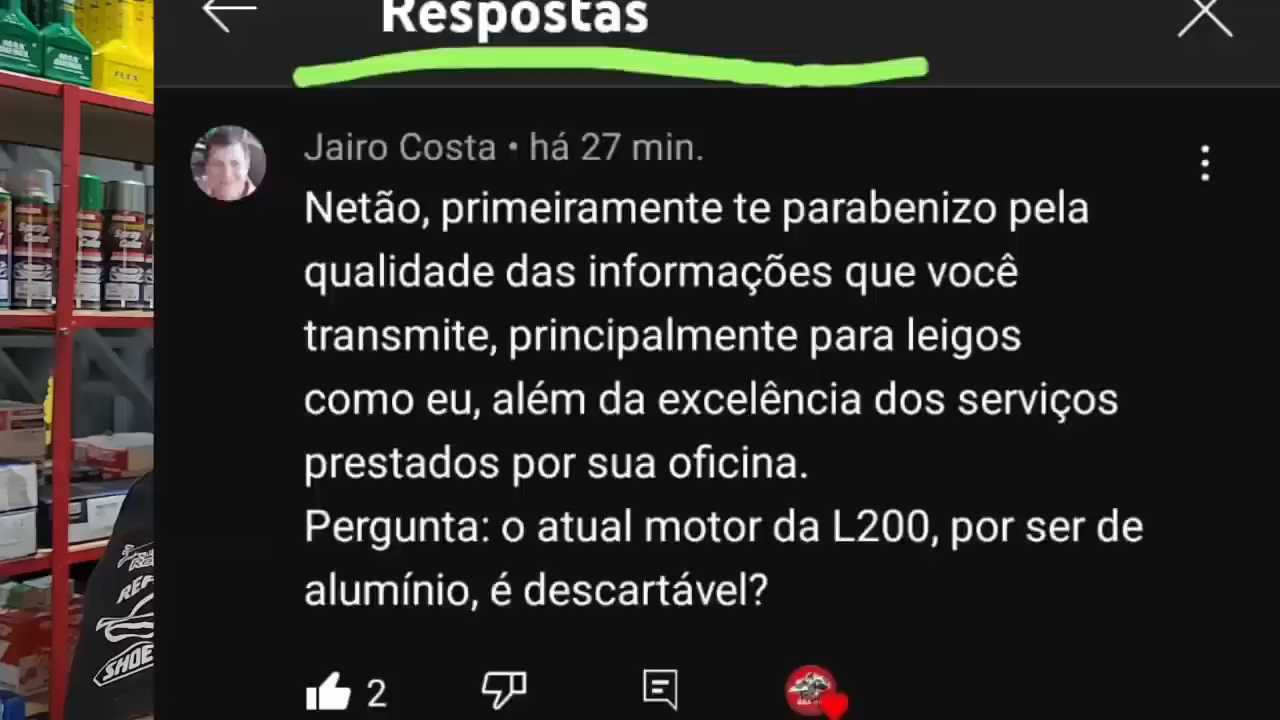 Respostas
Jairo Costa • há 27 min.
Netão, primeiramente te parabenizo pela
qualidade das informações que você
transmite, principalmente para leigos
como eu, além da excelência dos serviços
prestados por sua oficina.
Pergunta: o atual motor da L200, por ser de
alumínio, é descartável?
2
FLEX
SHOE